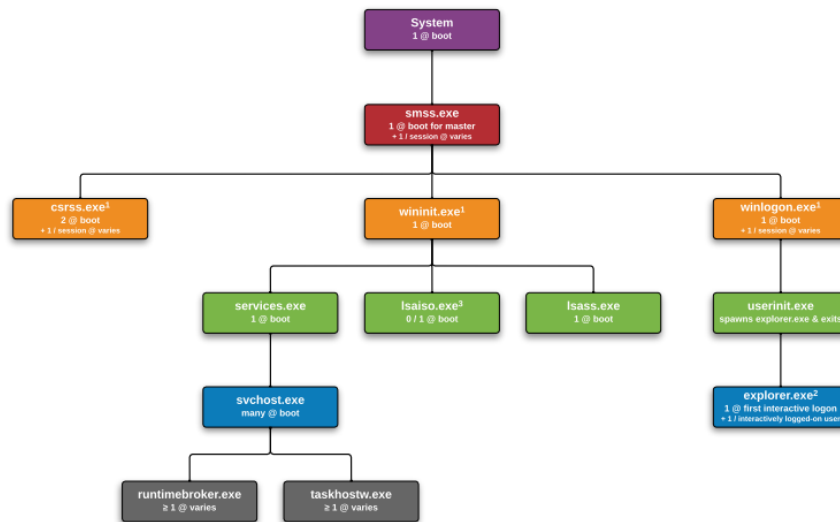 System
1 @ boot
smss.exe
1 @ boot for master
+ 1 / session @ varies
csrss.exe¹
2 @ boot
+ 1 / session @ varies
wininit.exe¹
1 @ boot
winlogon.exe¹
1 @ boot
+ 1 / session @ varies
services.exe
1 @ boot
lsaiso.exe³
0 / 1 @ boot
lsass.exe
1 @ boot
userinit.exe
spawns explorer.exe & exits
svchost.exe
many @ boot
explorer.exe²
1 @ first interactive logon
+ 1 / interactively logged-on user
runtimebroker.exe
≥ 1 @ varies
taskhostw.exe
≥ 1 @ varies